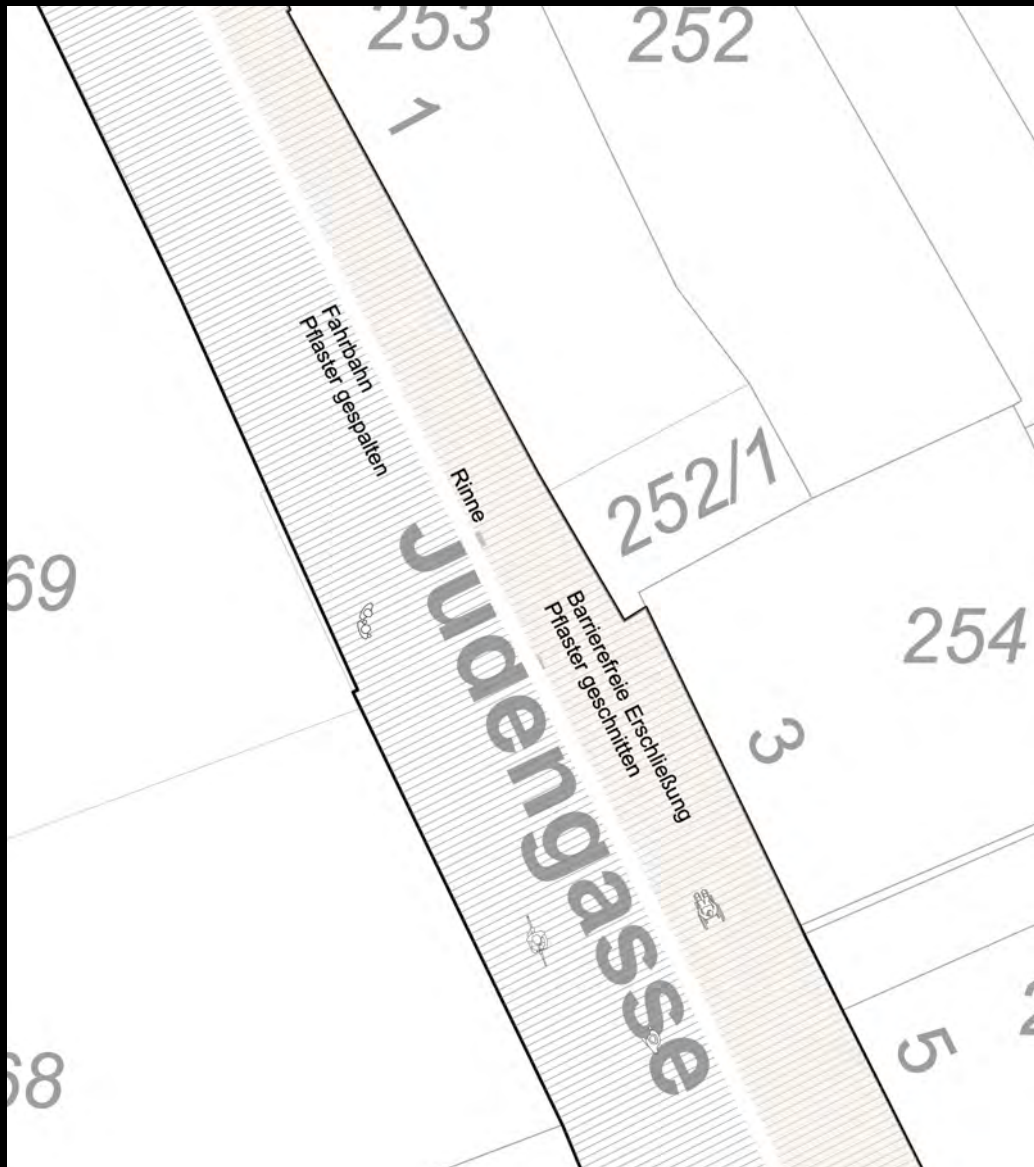 253
252
1
Fahrbahn
Pflaster gespalten
Rinne
252/1
69
Judengasse
Barrierefreie Erschließung
Pflaster geschnitten
254
3
5
68